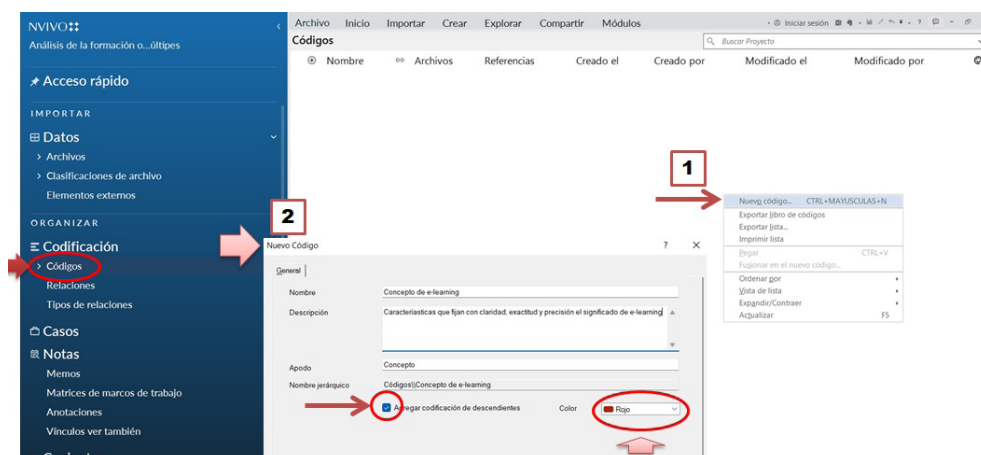 NVIVO
Análisis de la formación o...últipes
Acceso rápido
IMPORTAR
Datos
Archivos
Clasificaciones de archivo
Elementos externos
ORGANIZAR
Codificación
Códigos
Relaciones
Tipos de relaciones
Casos
Notas
Memos
Matrices de marcos de trabajo
Anotaciones
Vínculos ver también
Archivo Inicio Importar Crear Explorar Compartir Módulos
Iniciar sesión
Códigos
Buscar Proyecto
Nombre Archivos Referencias Creado el Creado por Modificado el Modificado por
1
Nuevo código... CTRL+MAYUSCULAS+N
Exportar libro de códigos
Exportar lista...
Imprimir lista
Pegar CTRL+V
Fusionar en el nuevo código...
Ordenar por
Vista de lista
Expandir/Contraer
Actualizar F5
2
Nuevo Código ? X
General
Nombre Concepto de e-learning
Descripción Caracteriasticas que fijan con claridad, exactitud y precisión el significado de e-learning
Apodo Concepto
Nombre jerárquico Códigos\\Concepto de e-learning
Agregar codificación de descendientes Color Rojo